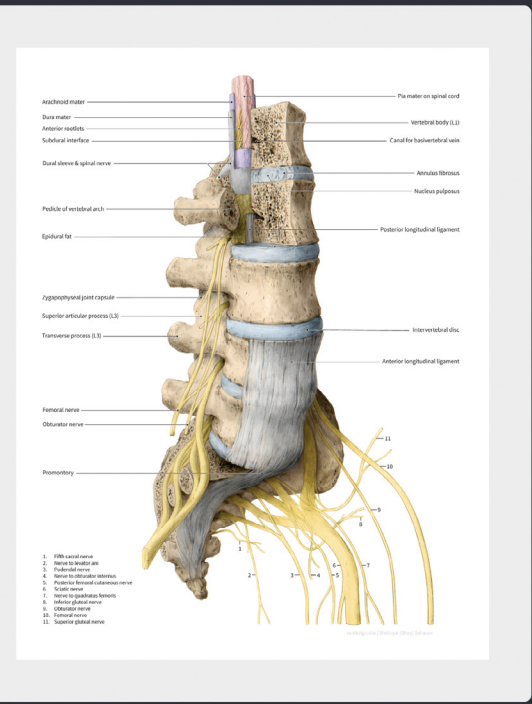 Pia mater on spinal cord
Arachnoid mater
Dura mater
Vertebral body (L1)
Anterior rootlets
Subdural interface
Canal for basivertebral vein
Dural sleeve & spinal nerve
Annulus fibrosus
Nucleus pulposus
Pedicle of vertebral arch
Posterior longitudinal ligament
Epidural fat
Zygapophyseal joint capsule
Superior articular process (L3)
Intervertebral disc
Transverse process (L3)
Anterior longitudinal ligament
Femoral nerve
Obturator nerve
11
10
Promontory
9
8
1
6
7
2
3
4
5
1. Fifth sacral nerve
2. Nerve to levator ani
3. Pudendal nerve
4. Nerve to obturator internus
5. Posterior femoral cutaneous nerve
6. Sciatic nerve
7. Nerve to quadratus femoris
8. Inferior gluteal nerve
9. Obturator nerve
10. Femoral nerve
11. Superior gluteal nerve